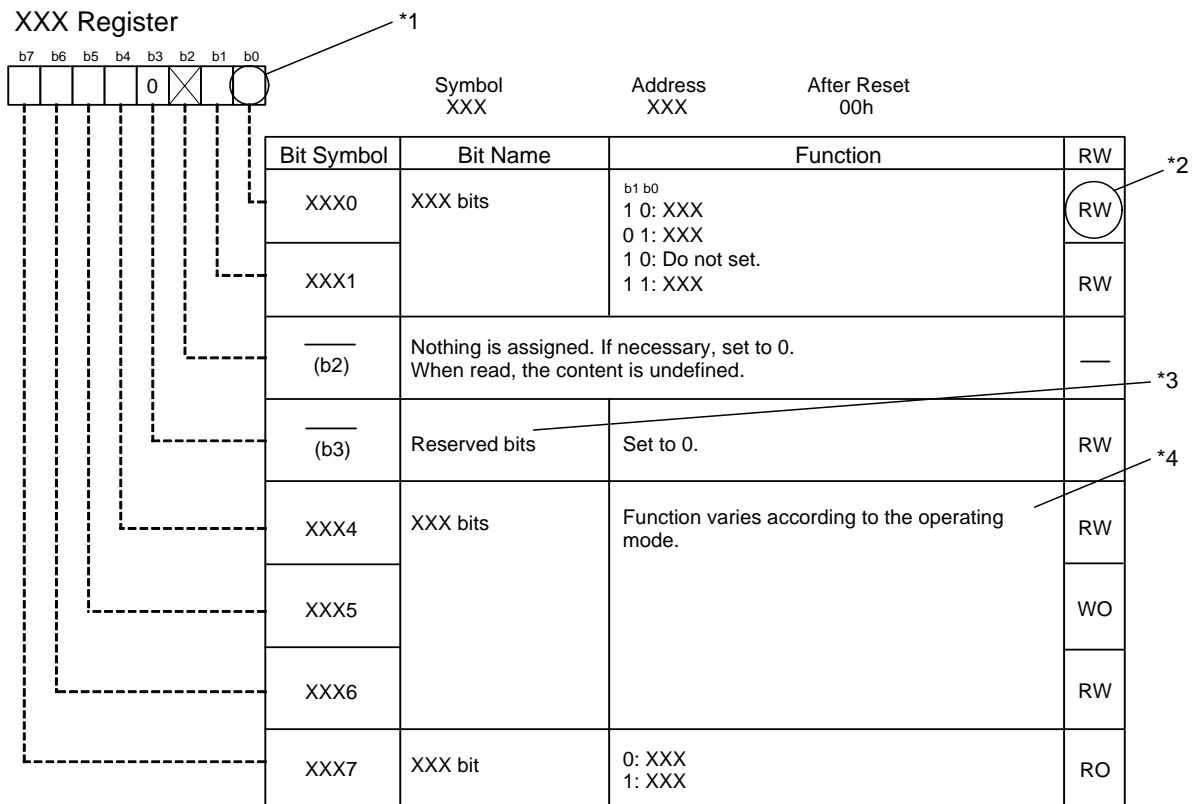 XXX Register
*1
b7 b6 b5 b4 b3 b2 b1 b0
0
Symbol Address After Reset
XXX XXX 00h
Bit Symbol Bit Name Function RW
*2
XXX0 XXX bits
b1 b0
1 0: XXX
0 1: XXX
1 0: Do not set.
1 1: XXX
RW
XXX1 RW
(b2)
Nothing is assigned. If necessary, set to 0.
When read, the content is undefined.
—
*3
(b3) Reserved bits Set to 0. RW
*4
XXX4 XXX bits
Function varies according to the operating
mode.
RW
XXX5 WO
XXX6 RW
XXX7 XXX bit
0: XXX
1: XXX
RO